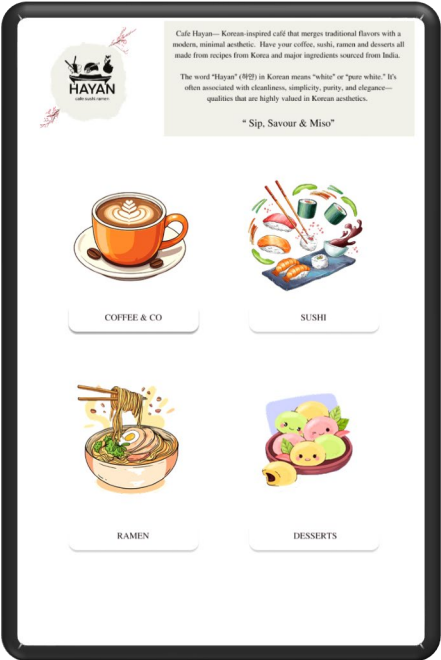 HAYAN
cafe sushi ramen
Cafe Hayan— Korean-inspired café that merges traditional flavors with a
modern, minimal aesthetic. Have your coffee, sushi, ramen and desserts all
made from recipes from Korea and major ingredients sourced from India.
The word “Hayan” (하얀) in Korean means “white” or “pure white.” It's
often associated with cleanliness, simplicity, purity, and elegance—
qualities that are highly valued in Korean aesthetics.
“ Sip, Savour & Miso”
COFFEE & CO
SUSHI
RAMEN
DESSERTS